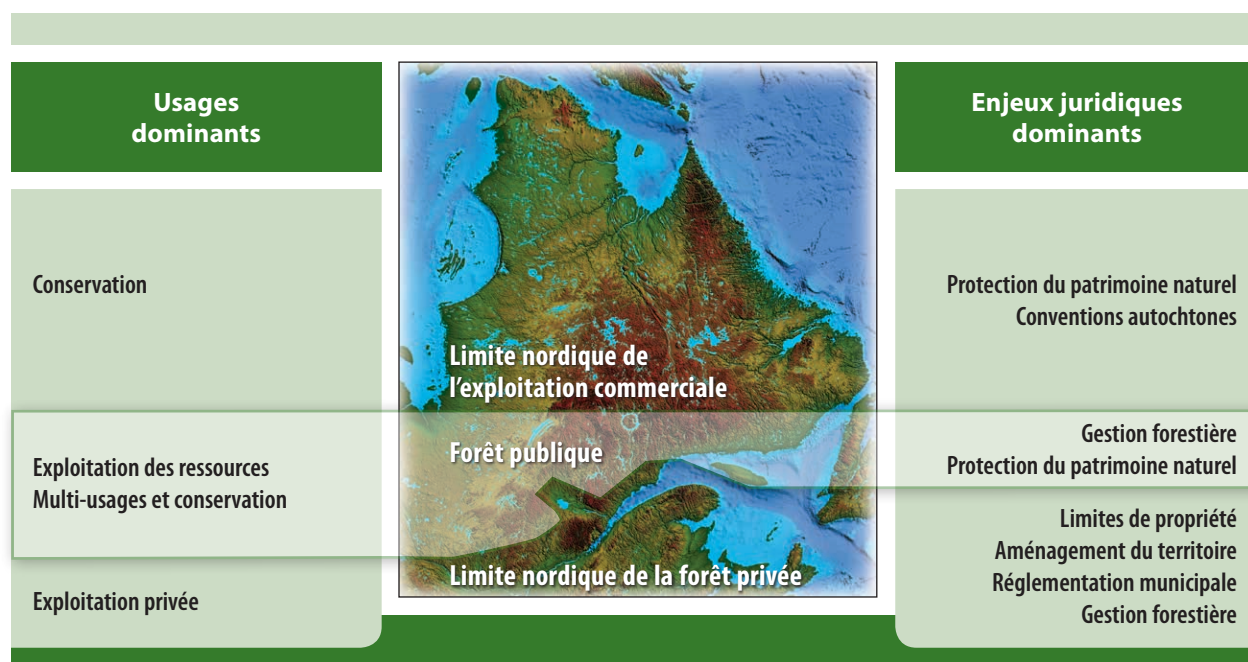 Usages
dominants
Conservation
Exploitation des ressources
Multi-usages et conservation
Exploitation privée
Limite nordique de
l'exploitation commerciale
Forêt publique
Limite nordique de la forêt privée
Enjeux juridiques
dominants
Protection du patrimoine naturel
Conventions autochtones
Gestion forestière
Protection du patrimoine naturel
Limites de propriété
Aménagement du territoire
Réglementation municipale
Gestion forestière